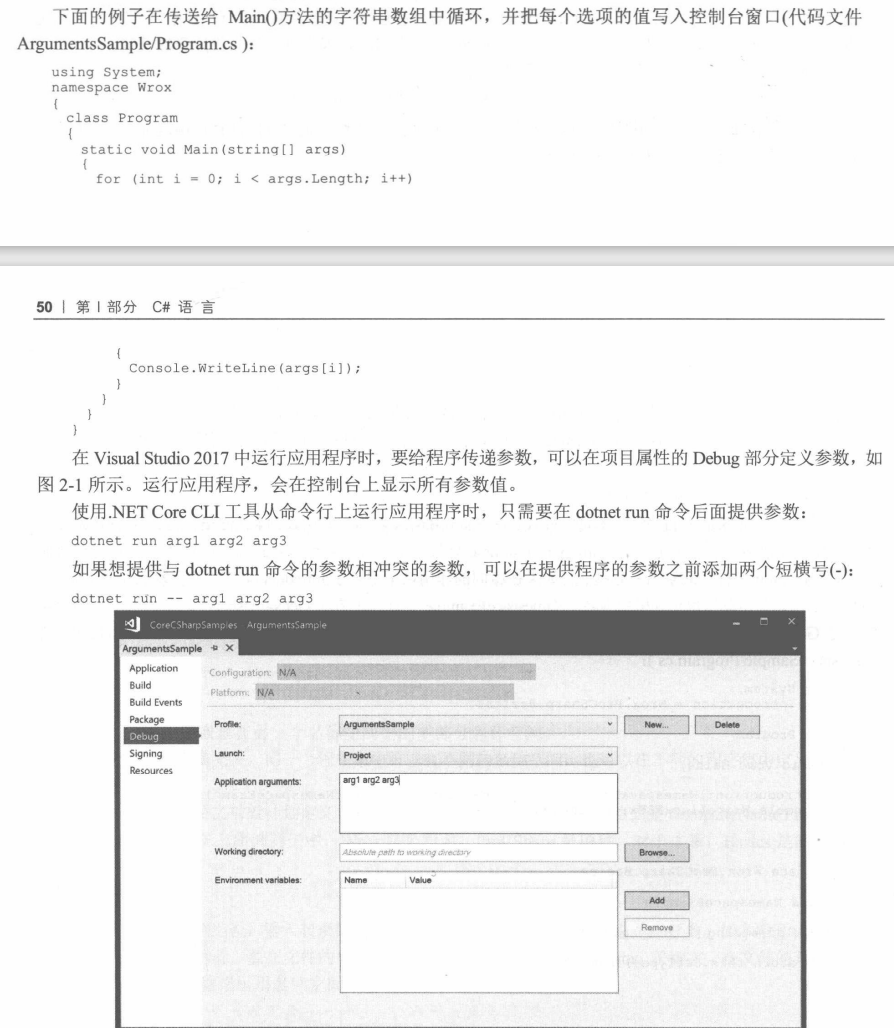 下面的例子在传送给 Main()方法的字符串数组中循环，并把每个选项的值写入控制台窗口(代码文件
ArgumentsSample/Program.cs )：
using System;
namespace Wrox
{
class Program
{
static void Main(string[] args)
{
for (int i = 0; i < args.Length; i++)
50 | 第 I 部分 C# 语 言
{
Console.WriteLine(args[i]);
}
}
}
}
在 Visual Studio 2017 中运行应用程序时，要给程序传递参数，可以在项目属性的 Debug 部分定义参数，如
图 2-1 所示。运行应用程序，会在控制台上显示所有参数值。
使用.NET Core CLI 工具从命令行上运行应用程序时，只需要在 dotnet run 命令后面提供参数：
dotnet run arg1 arg2 arg3
如果想提供与 dotnet run 命令的参数相冲突的参数，可以在提供程序的参数之前添加两个短横号(-)：
dotnet run -- arg1 arg2 arg3
CoreCSharpSamples ArgumentsSample
ArgumentsSample
Application
Build
Build Events
Package
Debug
Signing
Resources
Configuration: N/A
Platform: N/A
Profile: ArgumentsSample New... Delete
Launch: Project
Application arguments: arg1 arg2 arg3
Working directory: Absolute path to working directory Browse...
Environment variables: Name Value
Add
Remove